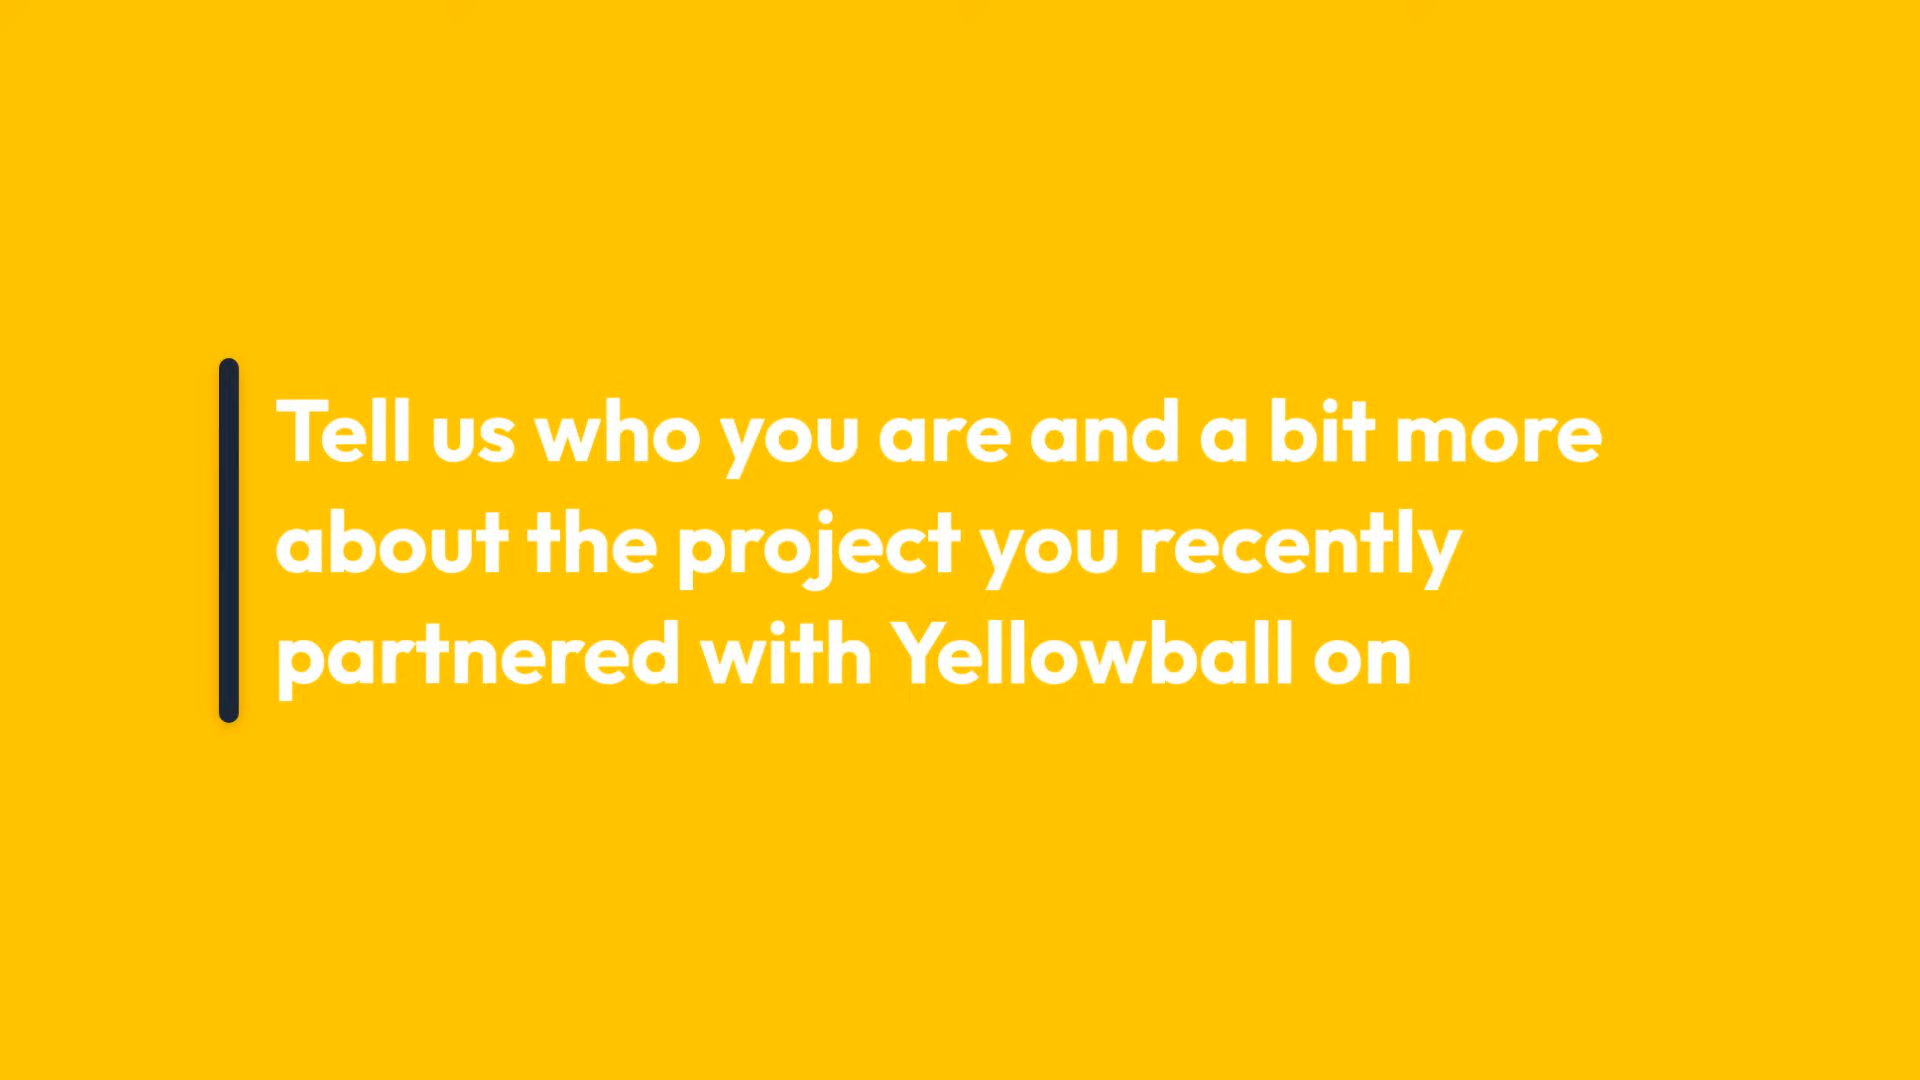 Tell us who you are and a bit more
about the project you recently
partnered with Yellowball on